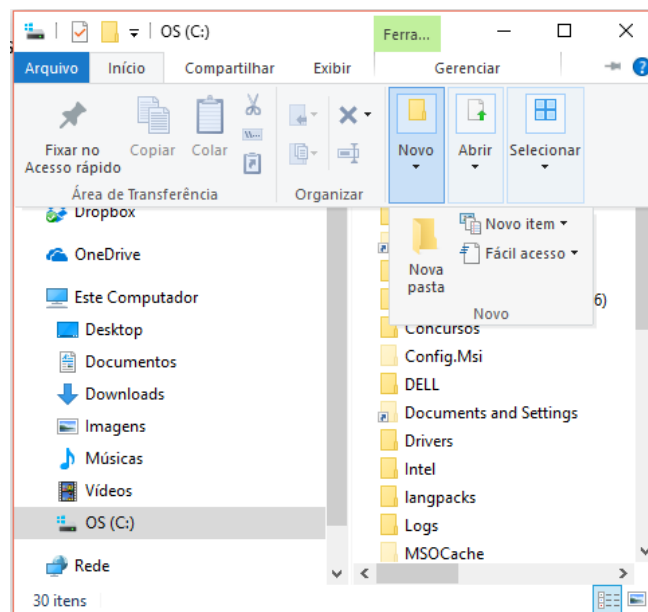 OS (C:)
Ferra...
Arquivo Início Compartilhar Exibir Gerenciar
Fixar no
Acesso rápido
Copiar
Colar
Novo
Abrir
Selecionar
Área de Transferência
Organizar
Dropbox
OneDrive
Este Computador
Desktop
Documentos
Downloads
Imagens
Músicas
Vídeos
OS (C:)
Rede
Nova
pasta
Novo item
Fácil acesso
Novo
6)
Concursos
Config.Msi
DELL
Documents and Settings
Drivers
Intel
langpacks
Logs
MSOCache
30 itens